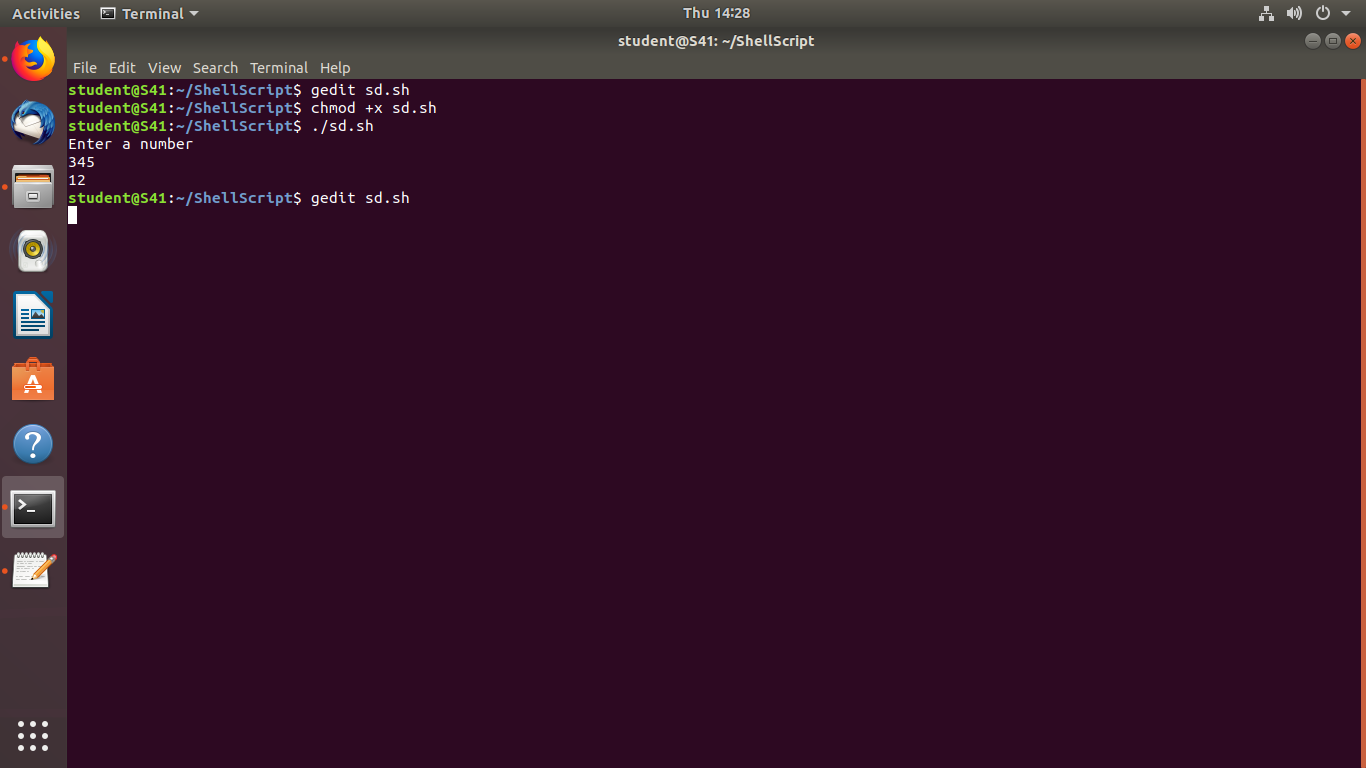 Activities Terminal Thu 14:28
student@S41: ~/ShellScript
File Edit View Search Terminal Help
student@S41:~/ShellScript$ gedit sd.sh
student@S41:~/ShellScript$ chmod +x sd.sh
student@S41:~/ShellScript$ ./sd.sh
Enter a number
345
12
student@S41:~/ShellScript$ gedit sd.sh